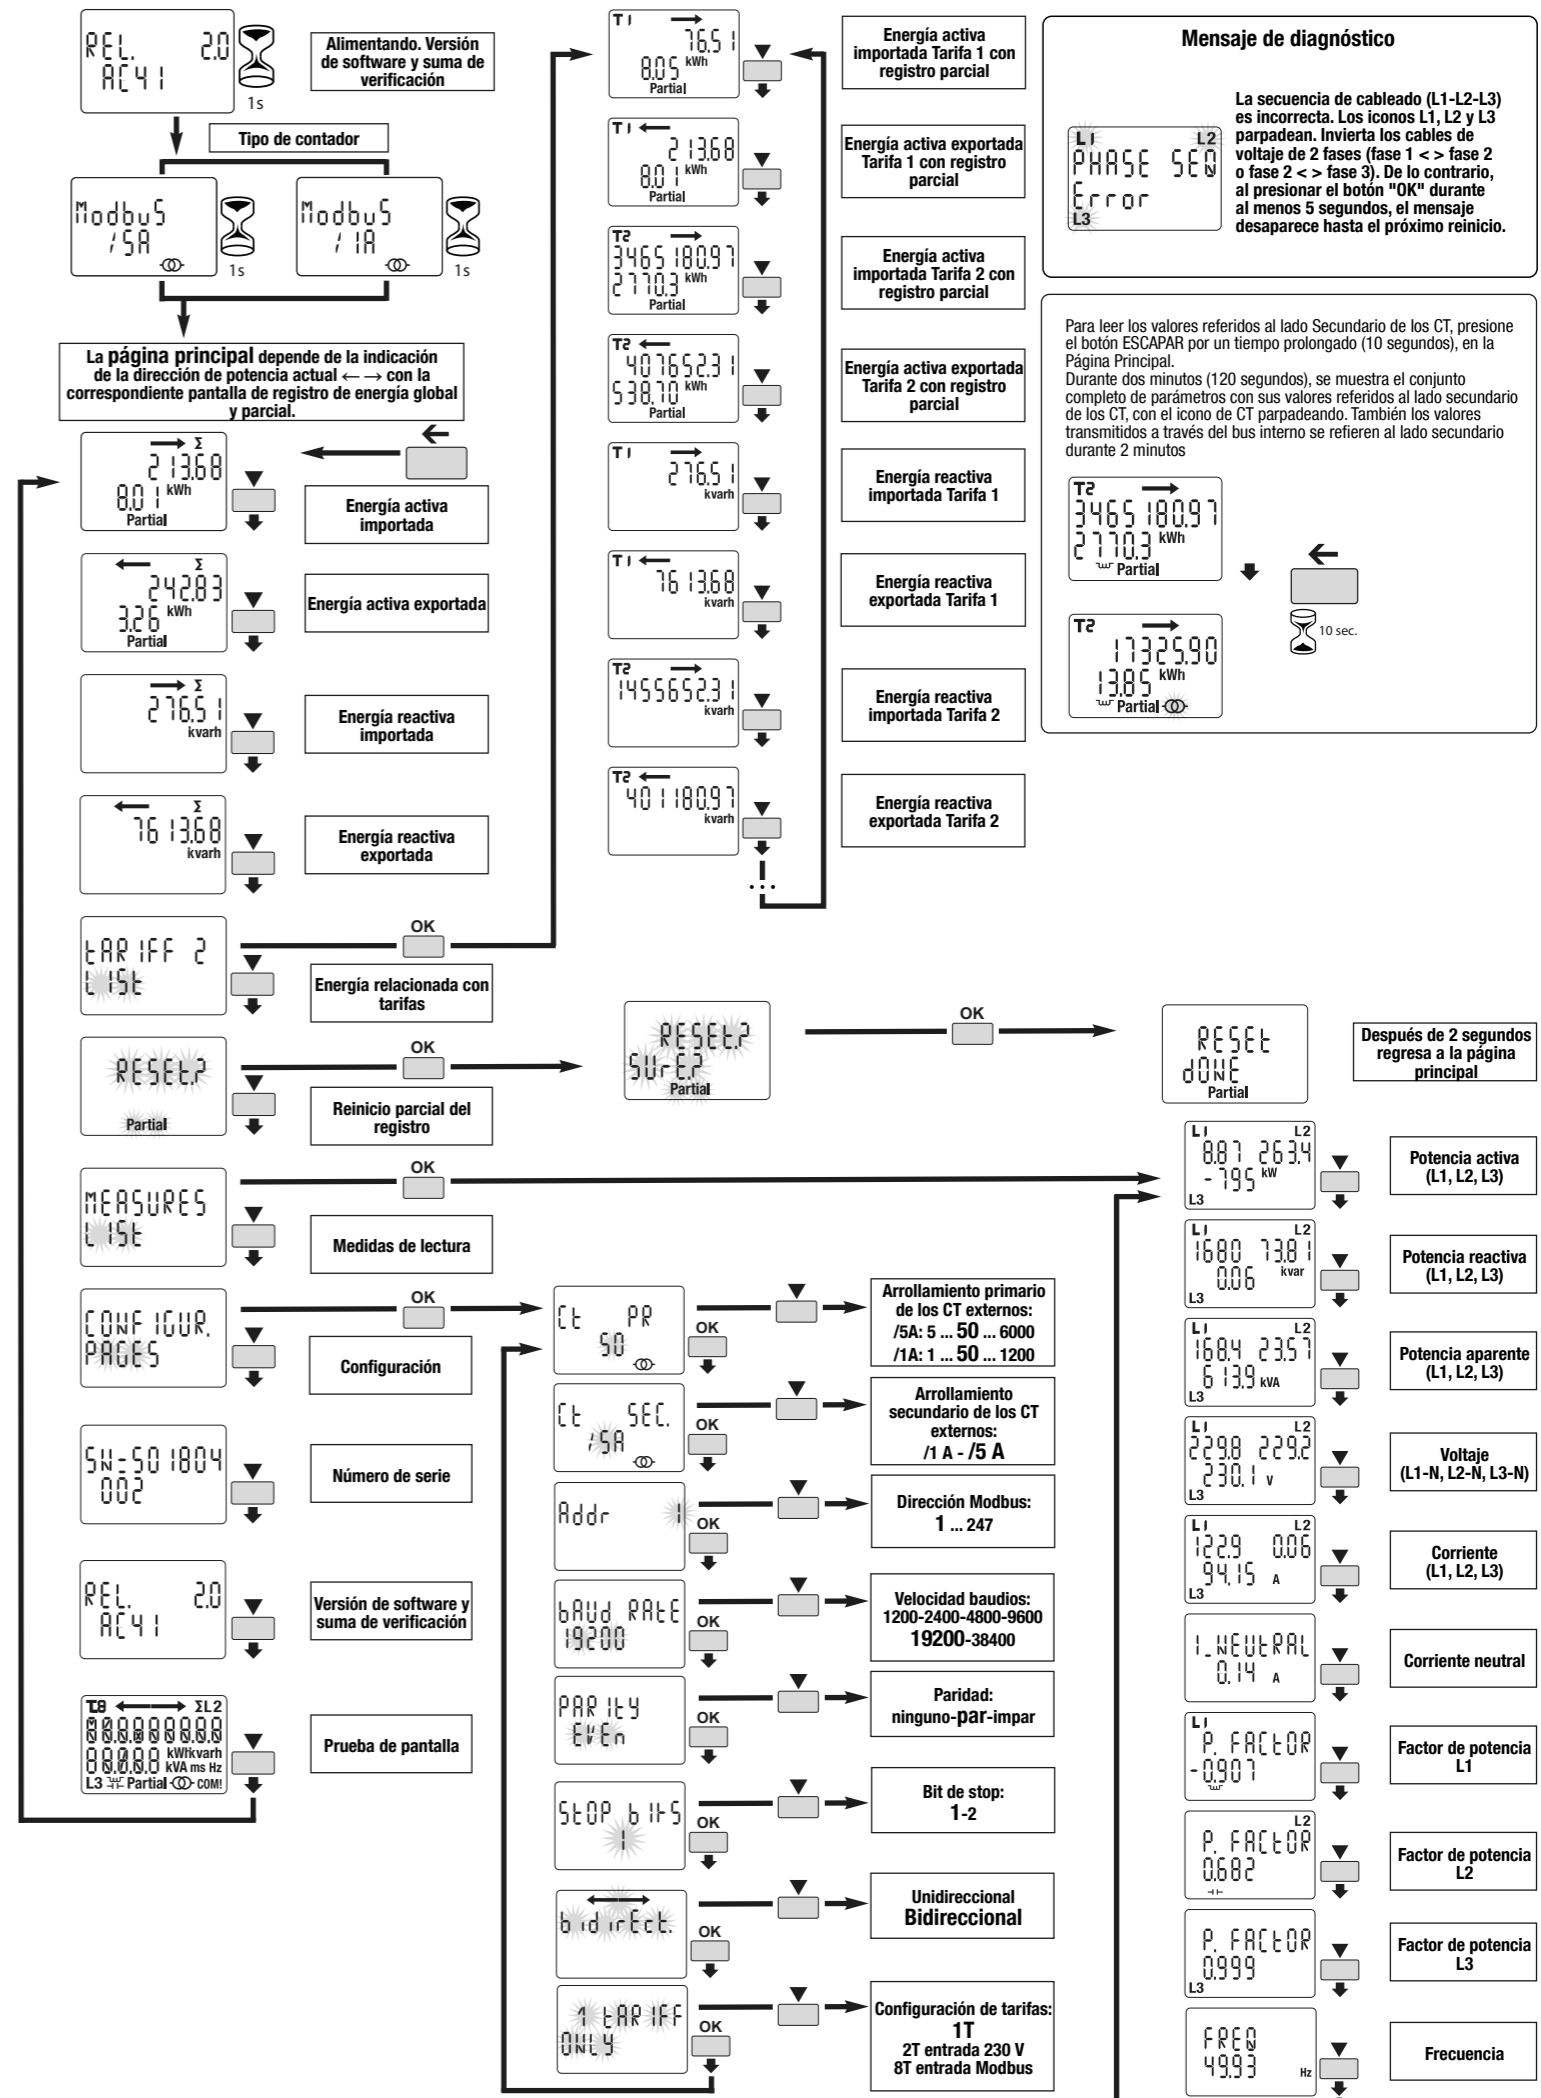 REL. 2.0
AC41
1s
Alimentando. Versión
de software y suma de
verificación
Tipo de contador
Modbus
/5A
1s
Modbus
/1A
1s
La página principal depende de la indicación
de la dirección de potencia actual ←→ con la
correspondiente pantalla de registro de energía global
y parcial.
→ Σ
213.68
8.01 kWh
Partial
Energía activa
importada
← Σ
242.83
3.26 kWh
Partial
Energía activa exportada
→ Σ
276.51
kvarh
Energía reactiva
importada
← Σ
7613.68
kvarh
Energía reactiva
exportada
tARIFF 2
LISt
OK
Energía relacionada con
tarifas
RESEt.?
Partial
OK
Reinicio parcial del
registro
RESEt.?
SUrE.?
Partial
OK
RESEt
dONE
Partial
Después de 2 segundos
regresa a la página
principal
MEASURES
LISt
OK
Medidas de lectura
CONFIGUR.
PAGES
OK
Configuración
SN=501804
002
Número de serie
REL. 2.0
AC41
Versión de software y
suma de verificación
ΣL2
kWhkvarh
kVA ms Hz
L3 Partial COM!
Prueba de pantalla
T1 →
76.51
8.05 kWh
Partial
Energía activa
importada Tarifa 1 con
registro parcial
T1 ←
213.68
8.01 kWh
Partial
Energía activa exportada
Tarifa 1 con registro
parcial
T2 →
3465180.97
2770.3 kWh
Partial
Energía activa
importada Tarifa 2 con
registro parcial
T2 ←
407652.31
538.70 kWh
Partial
Energía activa exportada
Tarifa 2 con registro
parcial
T1 →
276.51
kvarh
Energía reactiva
importada Tarifa 1
T1 ←
7613.68
kvarh
Energía reactiva
exportada Tarifa 1
T2 →
1455652.31
kvarh
Energía reactiva
importada Tarifa 2
T2 ←
401180.97
kvarh
Energía reactiva
exportada Tarifa 2
...
Mensaje de diagnóstico
L1 L2
PHASE SEQ
Error
L3
La secuencia de cableado (L1-L2-L3)
es incorrecta. Los iconos L1, L2 y L3
parpadean. Invierta los cables de
voltaje de 2 fases (fase 1 < > fase 2
o fase 2 < > fase 3). De lo contrario,
al presionar el botón "OK" durante
al menos 5 segundos, el mensaje
desaparece hasta el próximo reinicio.
Para leer los valores referidos al lado Secundario de los CT, presione
el botón ESCAPAR por un tiempo prolongado (10 segundos), en la
Página Principal.
Durante dos minutos (120 segundos), se muestra el conjunto
completo de parámetros con sus valores referidos al lado secundario
de los CT, con el icono de CT parpadeando. También los valores
transmitidos a través del bus interno se refieren al lado secundario
durante 2 minutos
T2 →
3465180.97
2770.3 kWh
Partial
10 sec.
T2 →
17325.90
13.85 kWh
Partial
Ct PR
50
OK
Arrollamiento primario
de los CT externos:
/5A: 5 ... 50 ... 6000
/1A: 1 ... 50 ... 1200
Ct SEC.
/5A
OK
Arrollamiento
secundario de los CT
externos:
/1 A - /5 A
Addr 1
OK
Dirección Modbus:
1 ... 247
bAUd RAtE
19200
OK
Velocidad baudios:
1200-2400-4800-9600
19200-38400
PARItY
EVEn
OK
Paridad:
ninguno-par-impar
StOP bItS
1
OK
Bit de stop:
1-2
bidirEct.
OK
Unidireccional
Bidireccional
1 tARIFF
ONLY
OK
Configuración de tarifas:
1T
2T entrada 230 V
8T entrada Modbus
L1 L2
8.87 263.4
-795 kW
L3
Potencia activa
(L1, L2, L3)
L1 L2
1680 73.81
0.06 kvar
L3
Potencia reactiva
(L1, L2, L3)
L1 L2
168.4 23.57
613.9 kVA
L3
Potencia aparente
(L1, L2, L3)
L1 L2
229.8 229.2
230.1 V
L3
Voltaje
(L1-N, L2-N, L3-N)
L1 L2
122.9 0.06
94.15 A
L3
Corriente
(L1, L2, L3)
I_NEUtRAL
0.14 A
Corriente neutral
L1
P. FACtOR
-0.907
Factor de potencia
L1
L2
P. FACtOR
0.682
Factor de potencia
L2
P. FACtOR
0.999
L3
Factor de potencia
L3
FREQ
49.93 Hz
Frecuencia